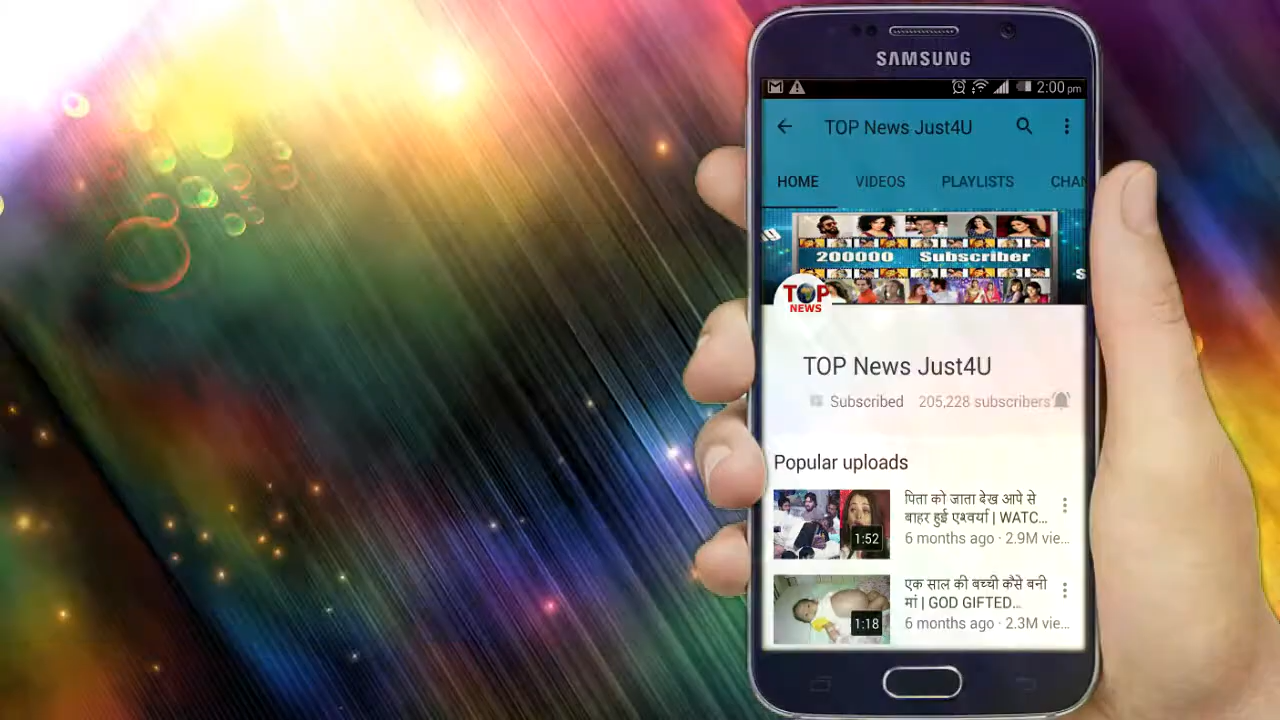 SAMSUNG
2:00 pm
TOP News Just4U
HOME VIDEOS PLAYLISTS CHAN
200000 Subscriber
TOP
NEWS
TOP News Just4U
Subscribed 205,228 subscribers
Popular uploads
पिता को जाता देख आपे से
बाहर हुई एश्वर्या | WATC...
6 months ago · 2.9M vie...
1:52
एक साल की बच्ची कैसे बनी
मां | GOD GIFTED...
6 months ago · 2.3M vie...
1:18